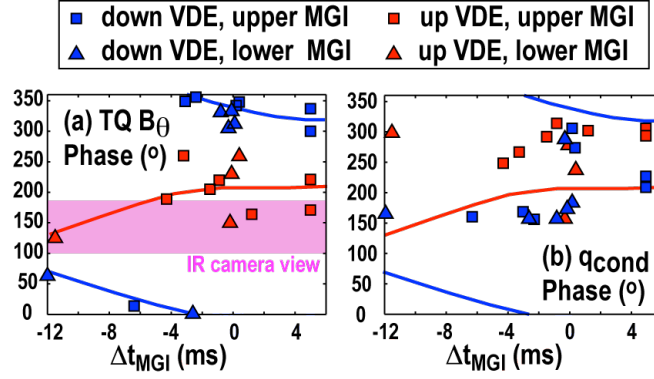 down VDE, upper MGI
up VDE, upper MGI
down VDE, lower MGI
up VDE, lower MGI
350
300
250
200
150
100
50
0
(a) TQ Bθ
Phase (º)
IR camera view
-12
-8
-4
0
4
ΔtMGI (ms)
350
300
250
200
150
100
50
0
(b) qcond
Phase (º)
-12
-8
-4
0
4
ΔtMGI (ms)